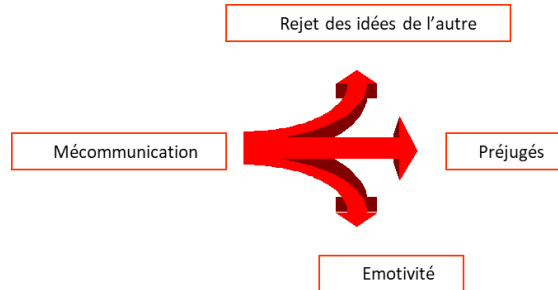 Rejet des idées de l’autre
Mécommunication
Préjugés
Emotivité